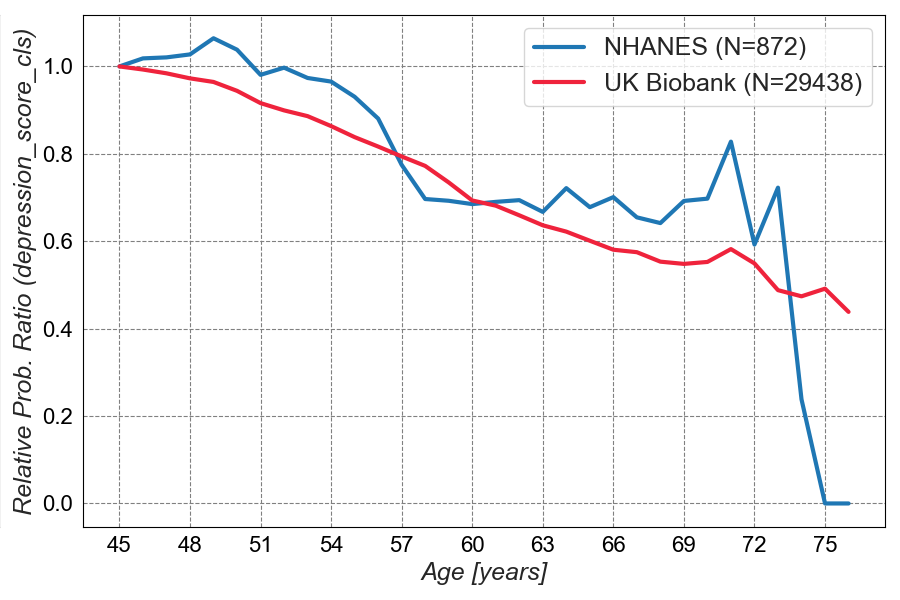 NHANES (N=872)
UK Biobank (N=29438)
Relative Prob. Ratio (depression_score_cls)
1.0
0.8
0.6
0.4
0.2
0.0
45 48 51 54 57 60 63 66 69 72 75
Age [years]